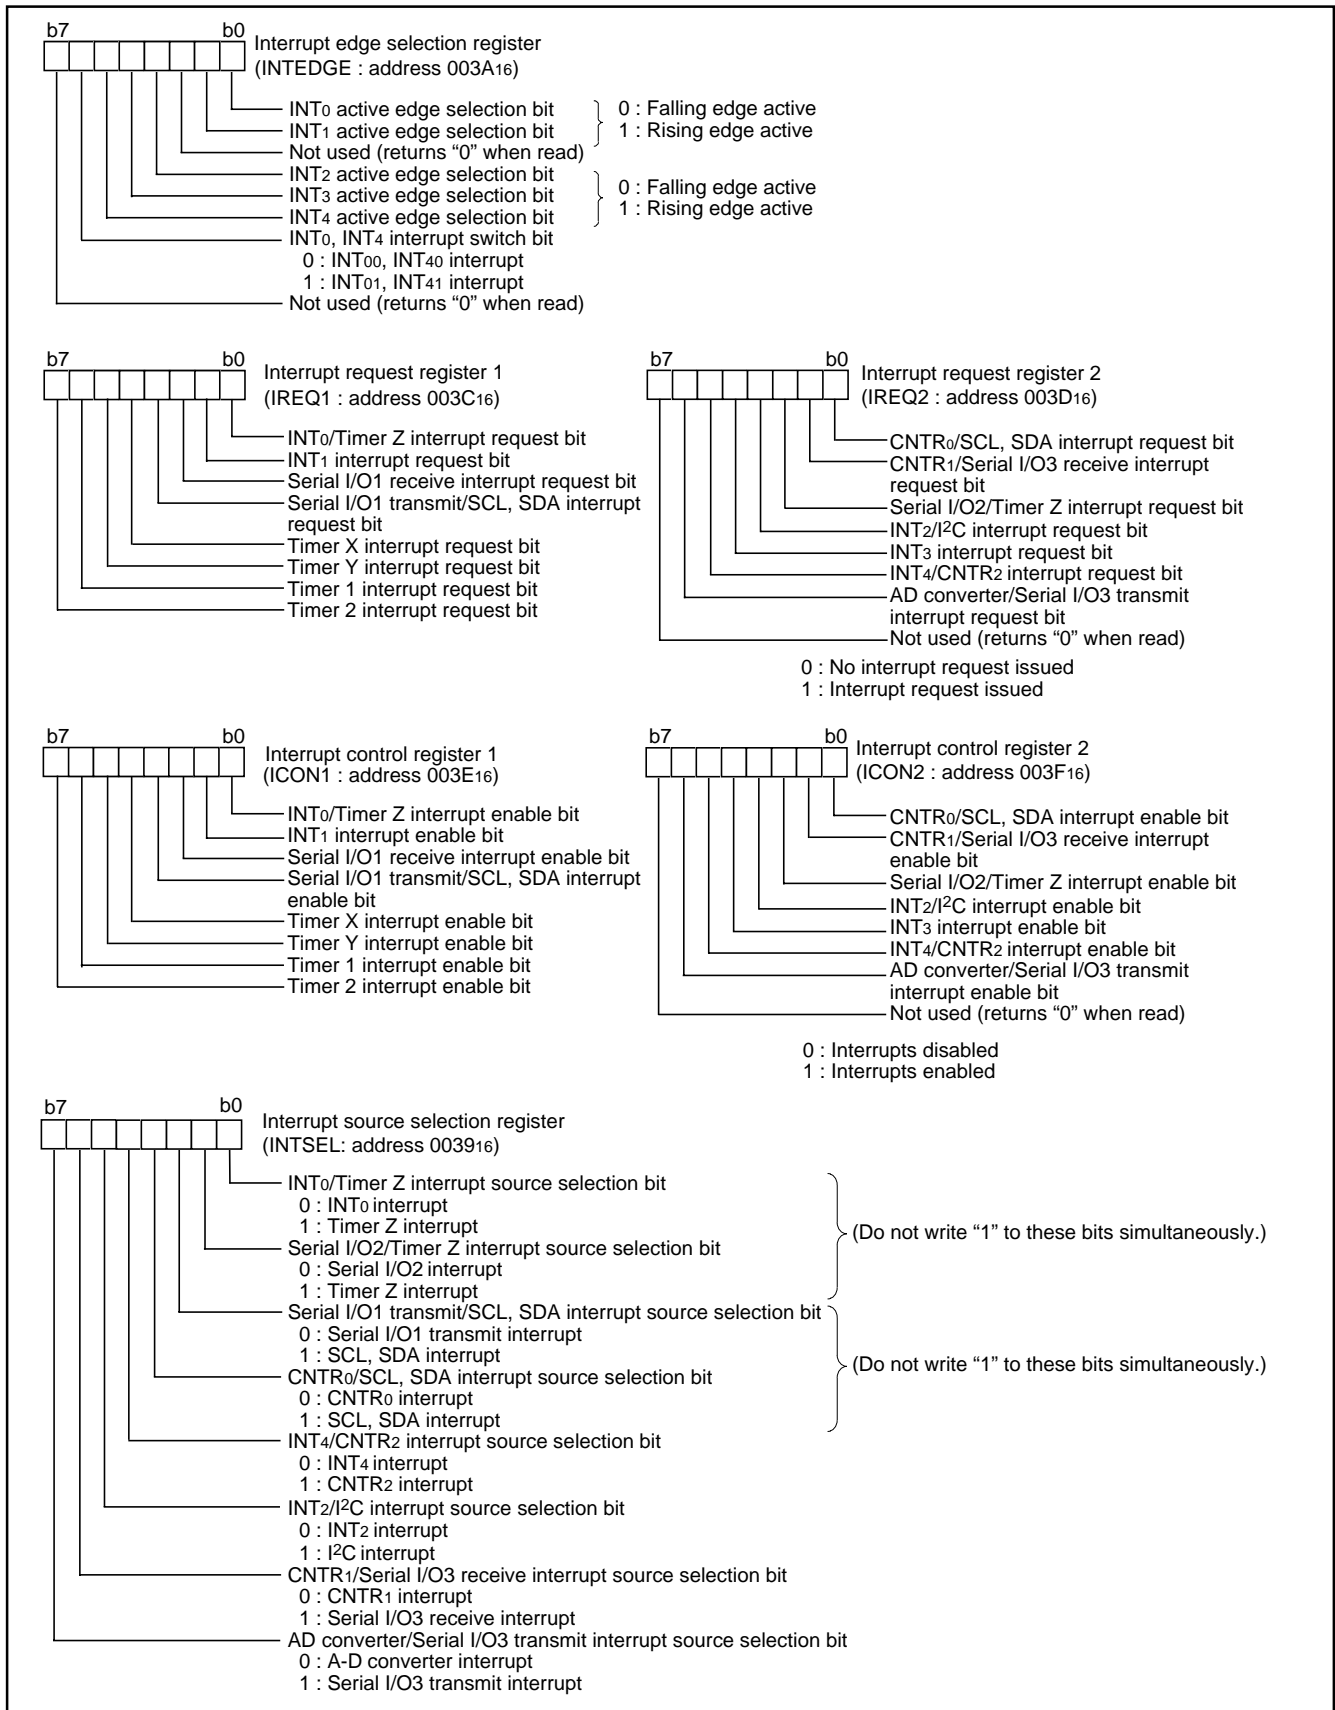 b7 b0
Interrupt edge selection register
(INTEDGE : address 003A16)
INT0 active edge selection bit
INT1 active edge selection bit
Not used (returns “0” when read)
0 : Falling edge active
1 : Rising edge active
INT2 active edge selection bit
INT3 active edge selection bit
INT4 active edge selection bit
0 : Falling edge active
1 : Rising edge active
INT0, INT4 interrupt switch bit
0 : INT00, INT40 interrupt
1 : INT01, INT41 interrupt
Not used (returns “0” when read)
b7 b0
Interrupt request register 1
(IREQ1 : address 003C16)
INT0/Timer Z interrupt request bit
INT1 interrupt request bit
Serial I/O1 receive interrupt request bit
Serial I/O1 transmit/SCL, SDA interrupt
request bit
Timer X interrupt request bit
Timer Y interrupt request bit
Timer 1 interrupt request bit
Timer 2 interrupt request bit
b7 b0
Interrupt request register 2
(IREQ2 : address 003D16)
CNTR0/SCL, SDA interrupt request bit
CNTR1/Serial I/O3 receive interrupt
request bit
Serial I/O2/Timer Z interrupt request bit
INT2/I2C interrupt request bit
INT3 interrupt request bit
INT4/CNTR2 interrupt request bit
AD converter/Serial I/O3 transmit
interrupt request bit
Not used (returns “0” when read)
0 : No interrupt request issued
1 : Interrupt request issued
b7 b0
Interrupt control register 1
(ICON1 : address 003E16)
INT0/Timer Z interrupt enable bit
INT1 interrupt enable bit
Serial I/O1 receive interrupt enable bit
Serial I/O1 transmit/SCL, SDA interrupt
enable bit
Timer X interrupt enable bit
Timer Y interrupt enable bit
Timer 1 interrupt enable bit
Timer 2 interrupt enable bit
b7 b0
Interrupt control register 2
(ICON2 : address 003F16)
CNTR0/SCL, SDA interrupt enable bit
CNTR1/Serial I/O3 receive interrupt
enable bit
Serial I/O2/Timer Z interrupt enable bit
INT2/I2C interrupt enable bit
INT3 interrupt enable bit
INT4/CNTR2 interrupt enable bit
AD converter/Serial I/O3 transmit
interrupt enable bit
Not used (returns “0” when read)
0 : Interrupts disabled
1 : Interrupts enabled
b7 b0
Interrupt source selection register
(INTSEL: address 003916)
INT0/Timer Z interrupt source selection bit
0 : INT0 interrupt
1 : Timer Z interrupt
Serial I/O2/Timer Z interrupt source selection bit
0 : Serial I/O2 interrupt
1 : Timer Z interrupt
(Do not write “1” to these bits simultaneously.)
Serial I/O1 transmit/SCL, SDA interrupt source selection bit
0 : Serial I/O1 transmit interrupt
1 : SCL, SDA interrupt
CNTR0/SCL, SDA interrupt source selection bit
0 : CNTR0 interrupt
1 : SCL, SDA interrupt
(Do not write “1” to these bits simultaneously.)
INT4/CNTR2 interrupt source selection bit
0 : INT4 interrupt
1 : CNTR2 interrupt
INT2/I2C interrupt source selection bit
0 : INT2 interrupt
1 : I2C interrupt
CNTR1/Serial I/O3 receive interrupt source selection bit
0 : CNTR1 interrupt
1 : Serial I/O3 receive interrupt
AD converter/Serial I/O3 transmit interrupt source selection bit
0 : A-D converter interrupt
1 : Serial I/O3 transmit interrupt